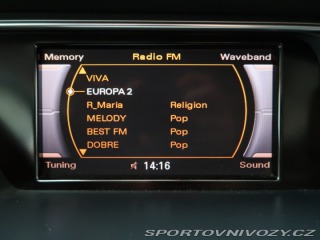 Memory Radio FM Waveband
VIVA
EUROPA 2
R_Maria Religion
MELODY Pop
BEST FM Pop
DOBRE Pop
Tuning 14:16 Sound
SPORTOVNIVOZY.CZ